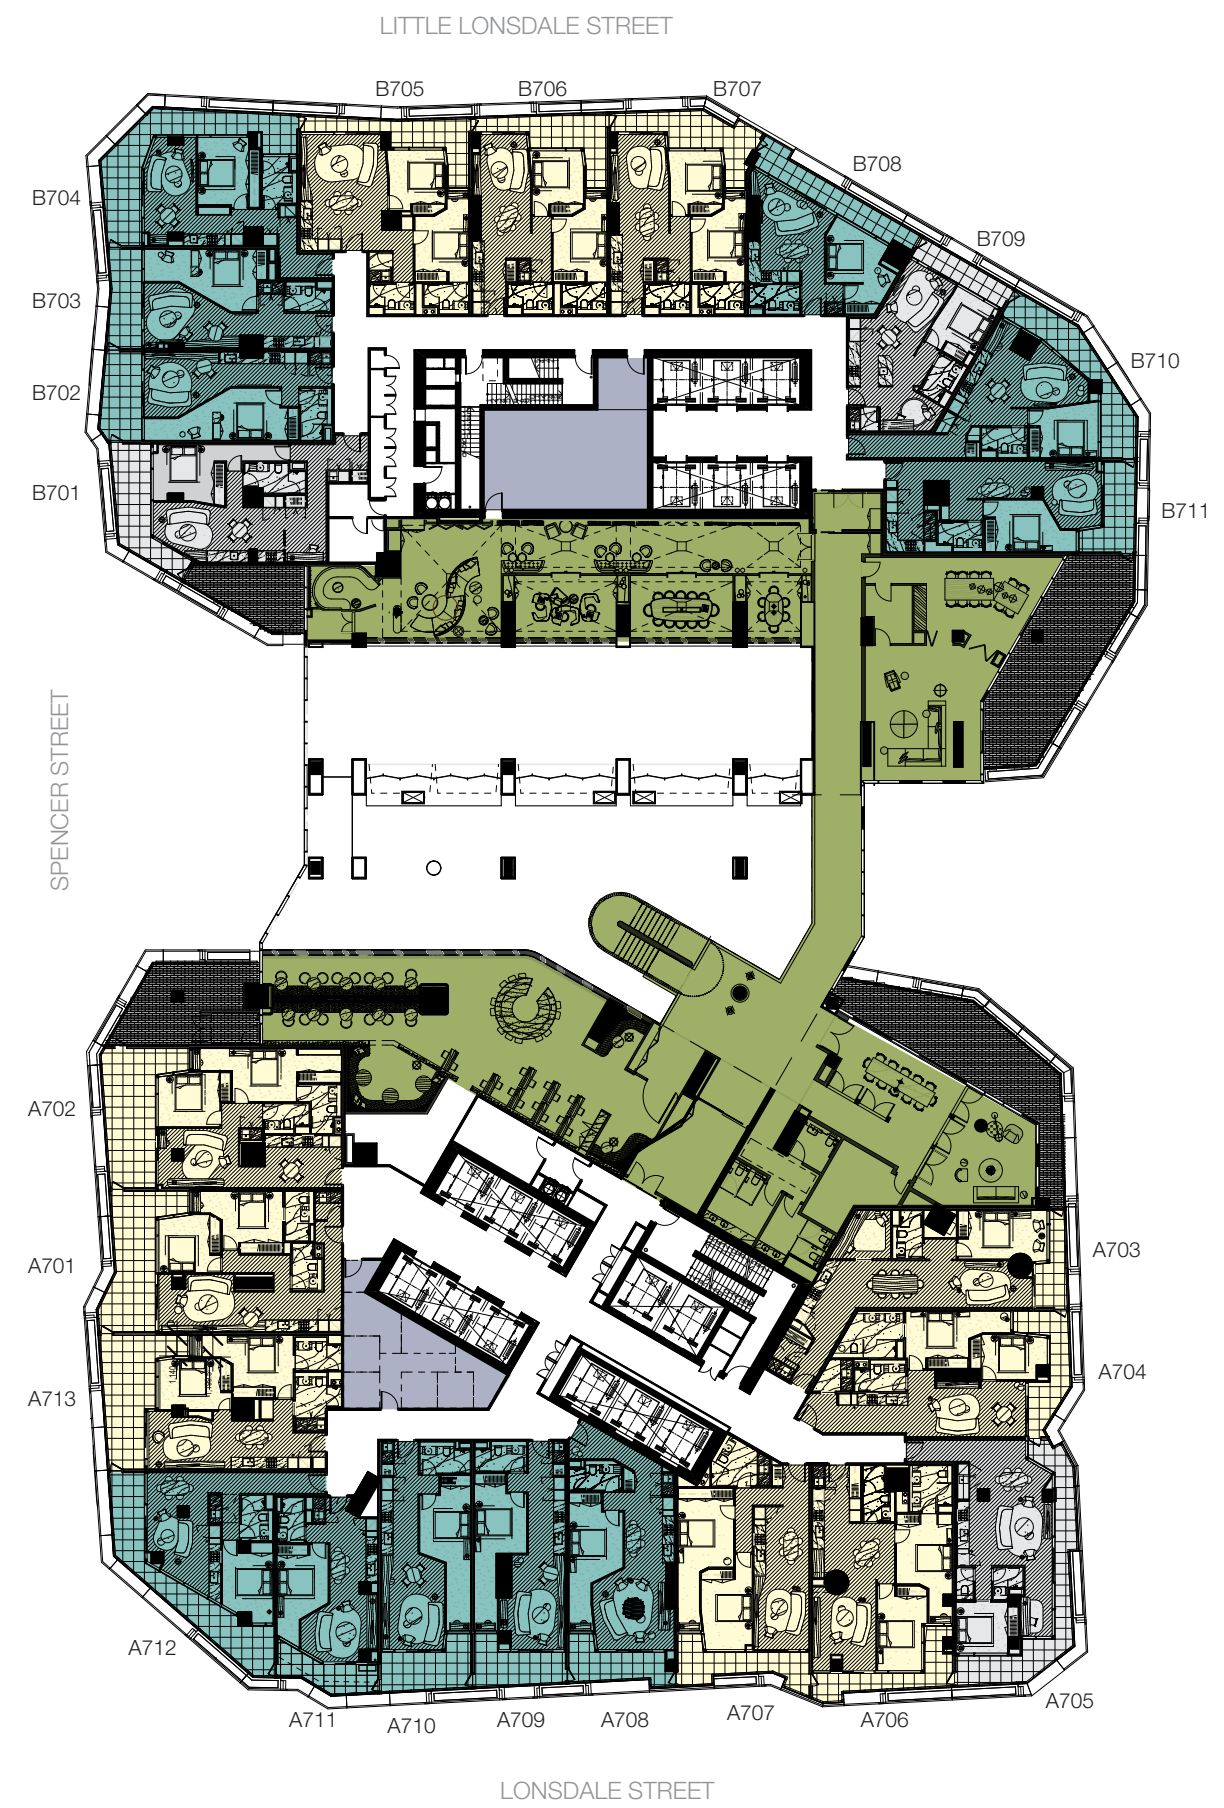 LITTLE LONSDALE STREET
B705
B706
B707
B708
B704
B709
B703
B710
B702
B701
B711
SPENCER STREET
A702
A703
A701
A704
A713
A712
A705
A711
A710
A709
A708
A707
A706
LONSDALE STREET